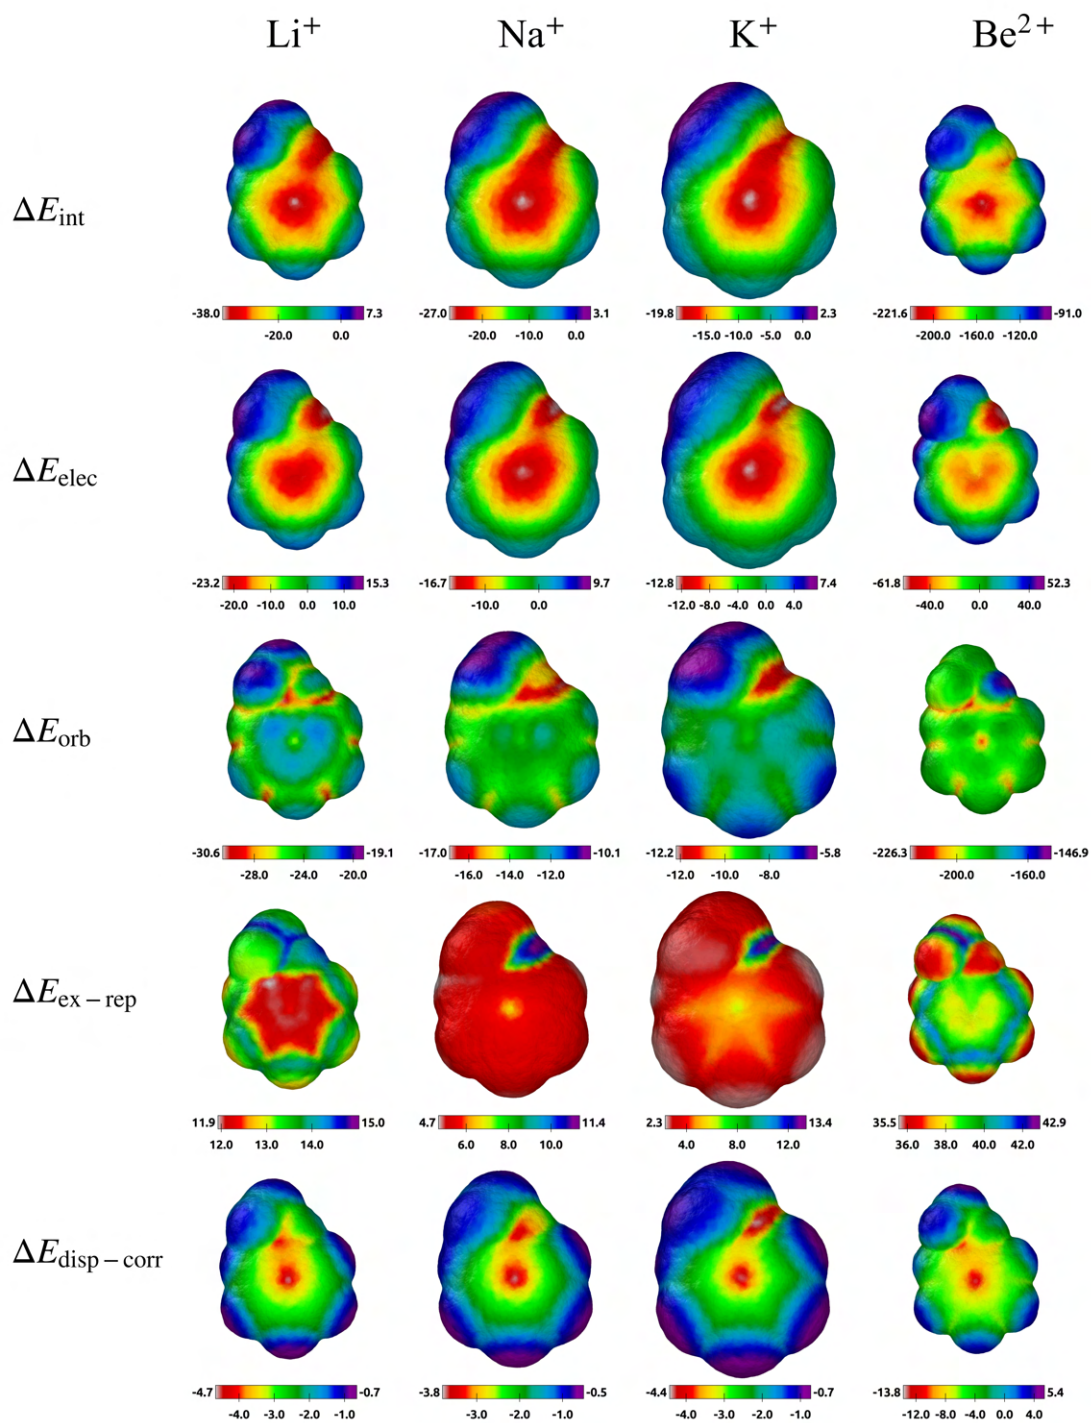 Li⁺ Na⁺ K⁺ Be²⁺
ΔE_int
-38.0 7.3 -27.0 3.1 -19.8 2.3 -221.6 -91.0
-20.0 0.0 -20.0 -10.0 0.0 -15.0 -10.0 -5.0 0.0 -200.0 -160.0 -120.0
ΔE_elec
-23.2 15.3 -16.7 9.7 -12.8 7.4 -61.8 52.3
-20.0 -10.0 0.0 10.0 -10.0 0.0 -12.0 -8.0 -4.0 0.0 4.0 -40.0 0.0 40.0
ΔE_orb
-30.6 -19.1 -17.0 -10.1 -12.2 -5.8 -226.3 -146.9
-28.0 -24.0 -20.0 -16.0 -14.0 -12.0 -12.0 -10.0 -8.0 -200.0 -160.0
ΔE_ex – rep
11.9 15.0 4.7 11.4 2.3 13.4 35.5 42.9
12.0 13.0 14.0 6.0 8.0 10.0 4.0 8.0 12.0 36.0 38.0 40.0 42.0
ΔE_disp – corr
-4.7 -0.7 -3.8 -0.5 -4.4 -0.7 -13.8 5.4
-4.0 -3.0 -2.0 -1.0 -3.0 -2.0 -1.0 -4.0 -3.0 -2.0 -1.0 -12.0 -8.0 -4.0 0.0 4.0